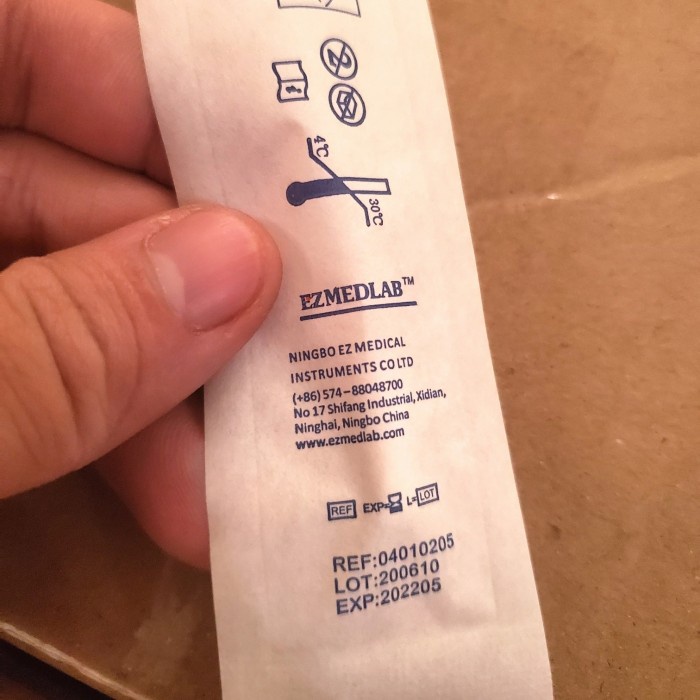 2
4°C
30°C
EZMEDLAB™
NINGBO EZ MEDICAL
INSTRUMENTS CO LTD
(+86) 574-88048700
No 17 Shifang Industrial, Xidian,
Ninghai, Ningbo China
www.ezmedlab.com
REF EXP= L=LOT
REF:04010205
LOT:200610
EXP:202205